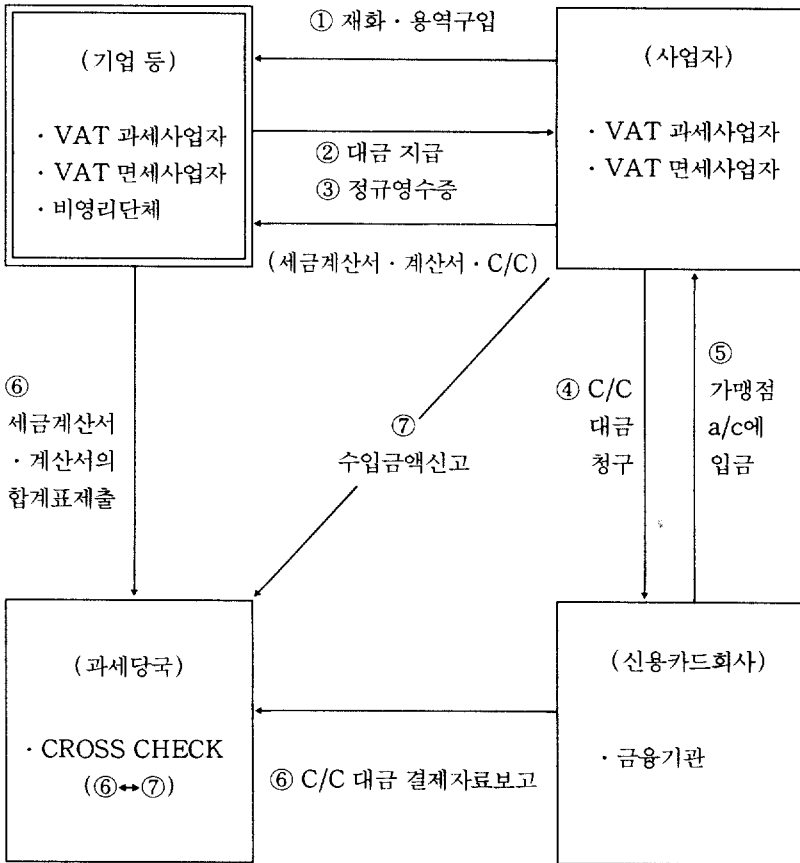 ① 재화 · 용역구입
(기업 등)
· VAT 과세사업자
· VAT 면세사업자
· 비영리단체
(사업자)
· VAT 과세사업자
· VAT 면세사업자
② 대금 지급
③ 정규영수증
(세금계산서 · 계산서 · C/C)
⑥
세금계산서
· 계산서의
합계표제출
⑦
수입금액신고
④ C/C
대금
청구
⑤
가맹점
a/c에
입금
(과세당국)
· CROSS CHECK
(⑥↔⑦)
(신용카드회사)
· 금융기관
⑥ C/C 대금 결제자료보고